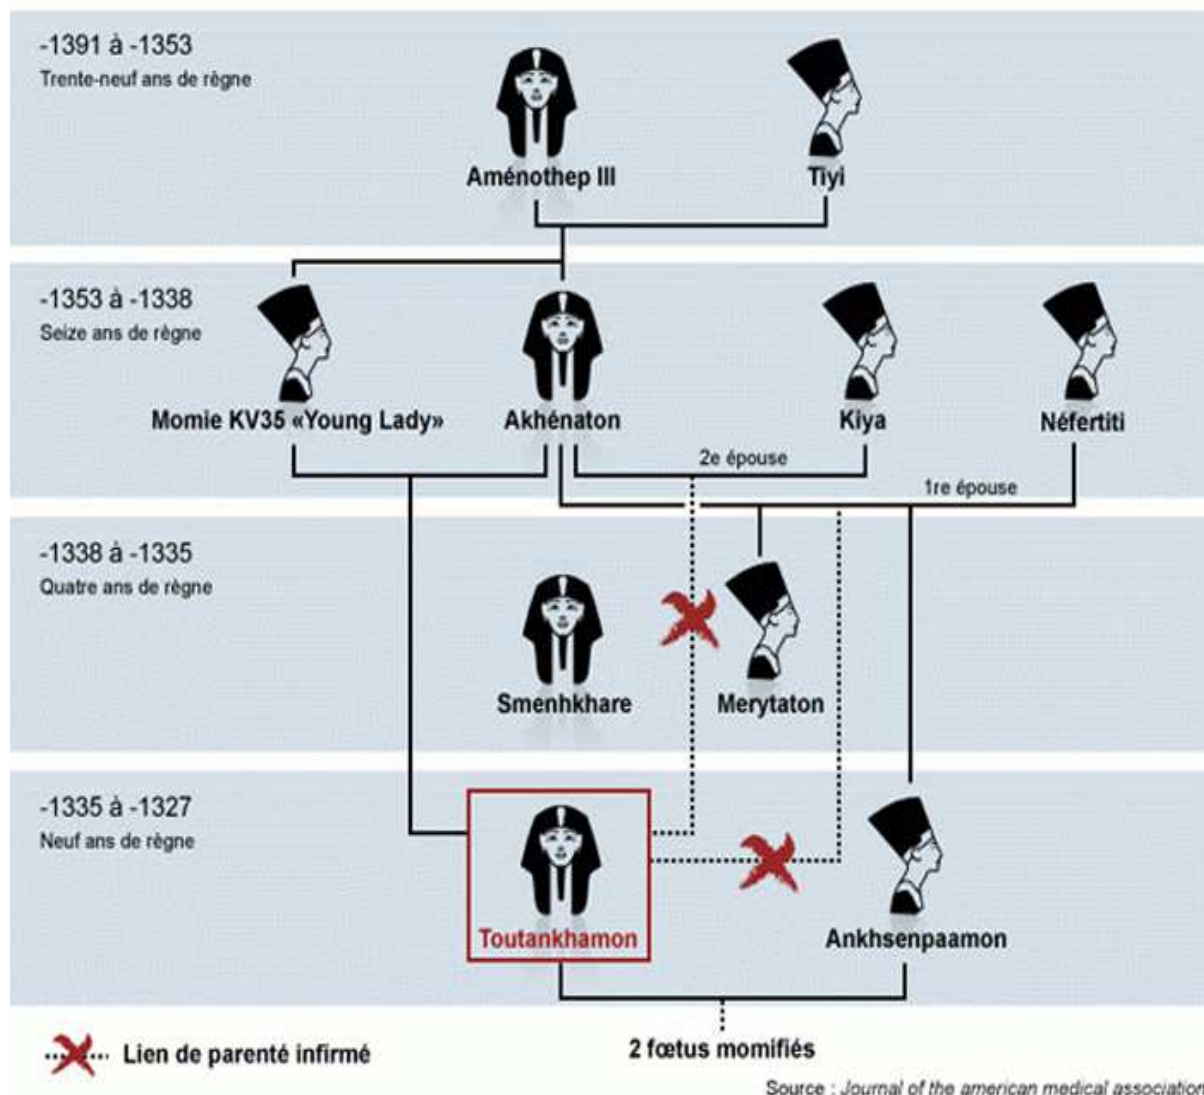 -1391 à -1353
Trente-neuf ans de règne
Aménothep III
Tiyi
-1353 à -1338
Seize ans de règne
Momie KV35 «Young Lady»
Akhénaton
Kiya
Néfertiti
2e épouse
1re épouse
-1338 à -1335
Quatre ans de règne
Smenhkhare
Merytaton
-1335 à -1327
Neuf ans de règne
Toutankhamon
Ankhsenpaamon
Lien de parenté infirmé
2 fœtus momifiés
Source : Journal of the american medical association